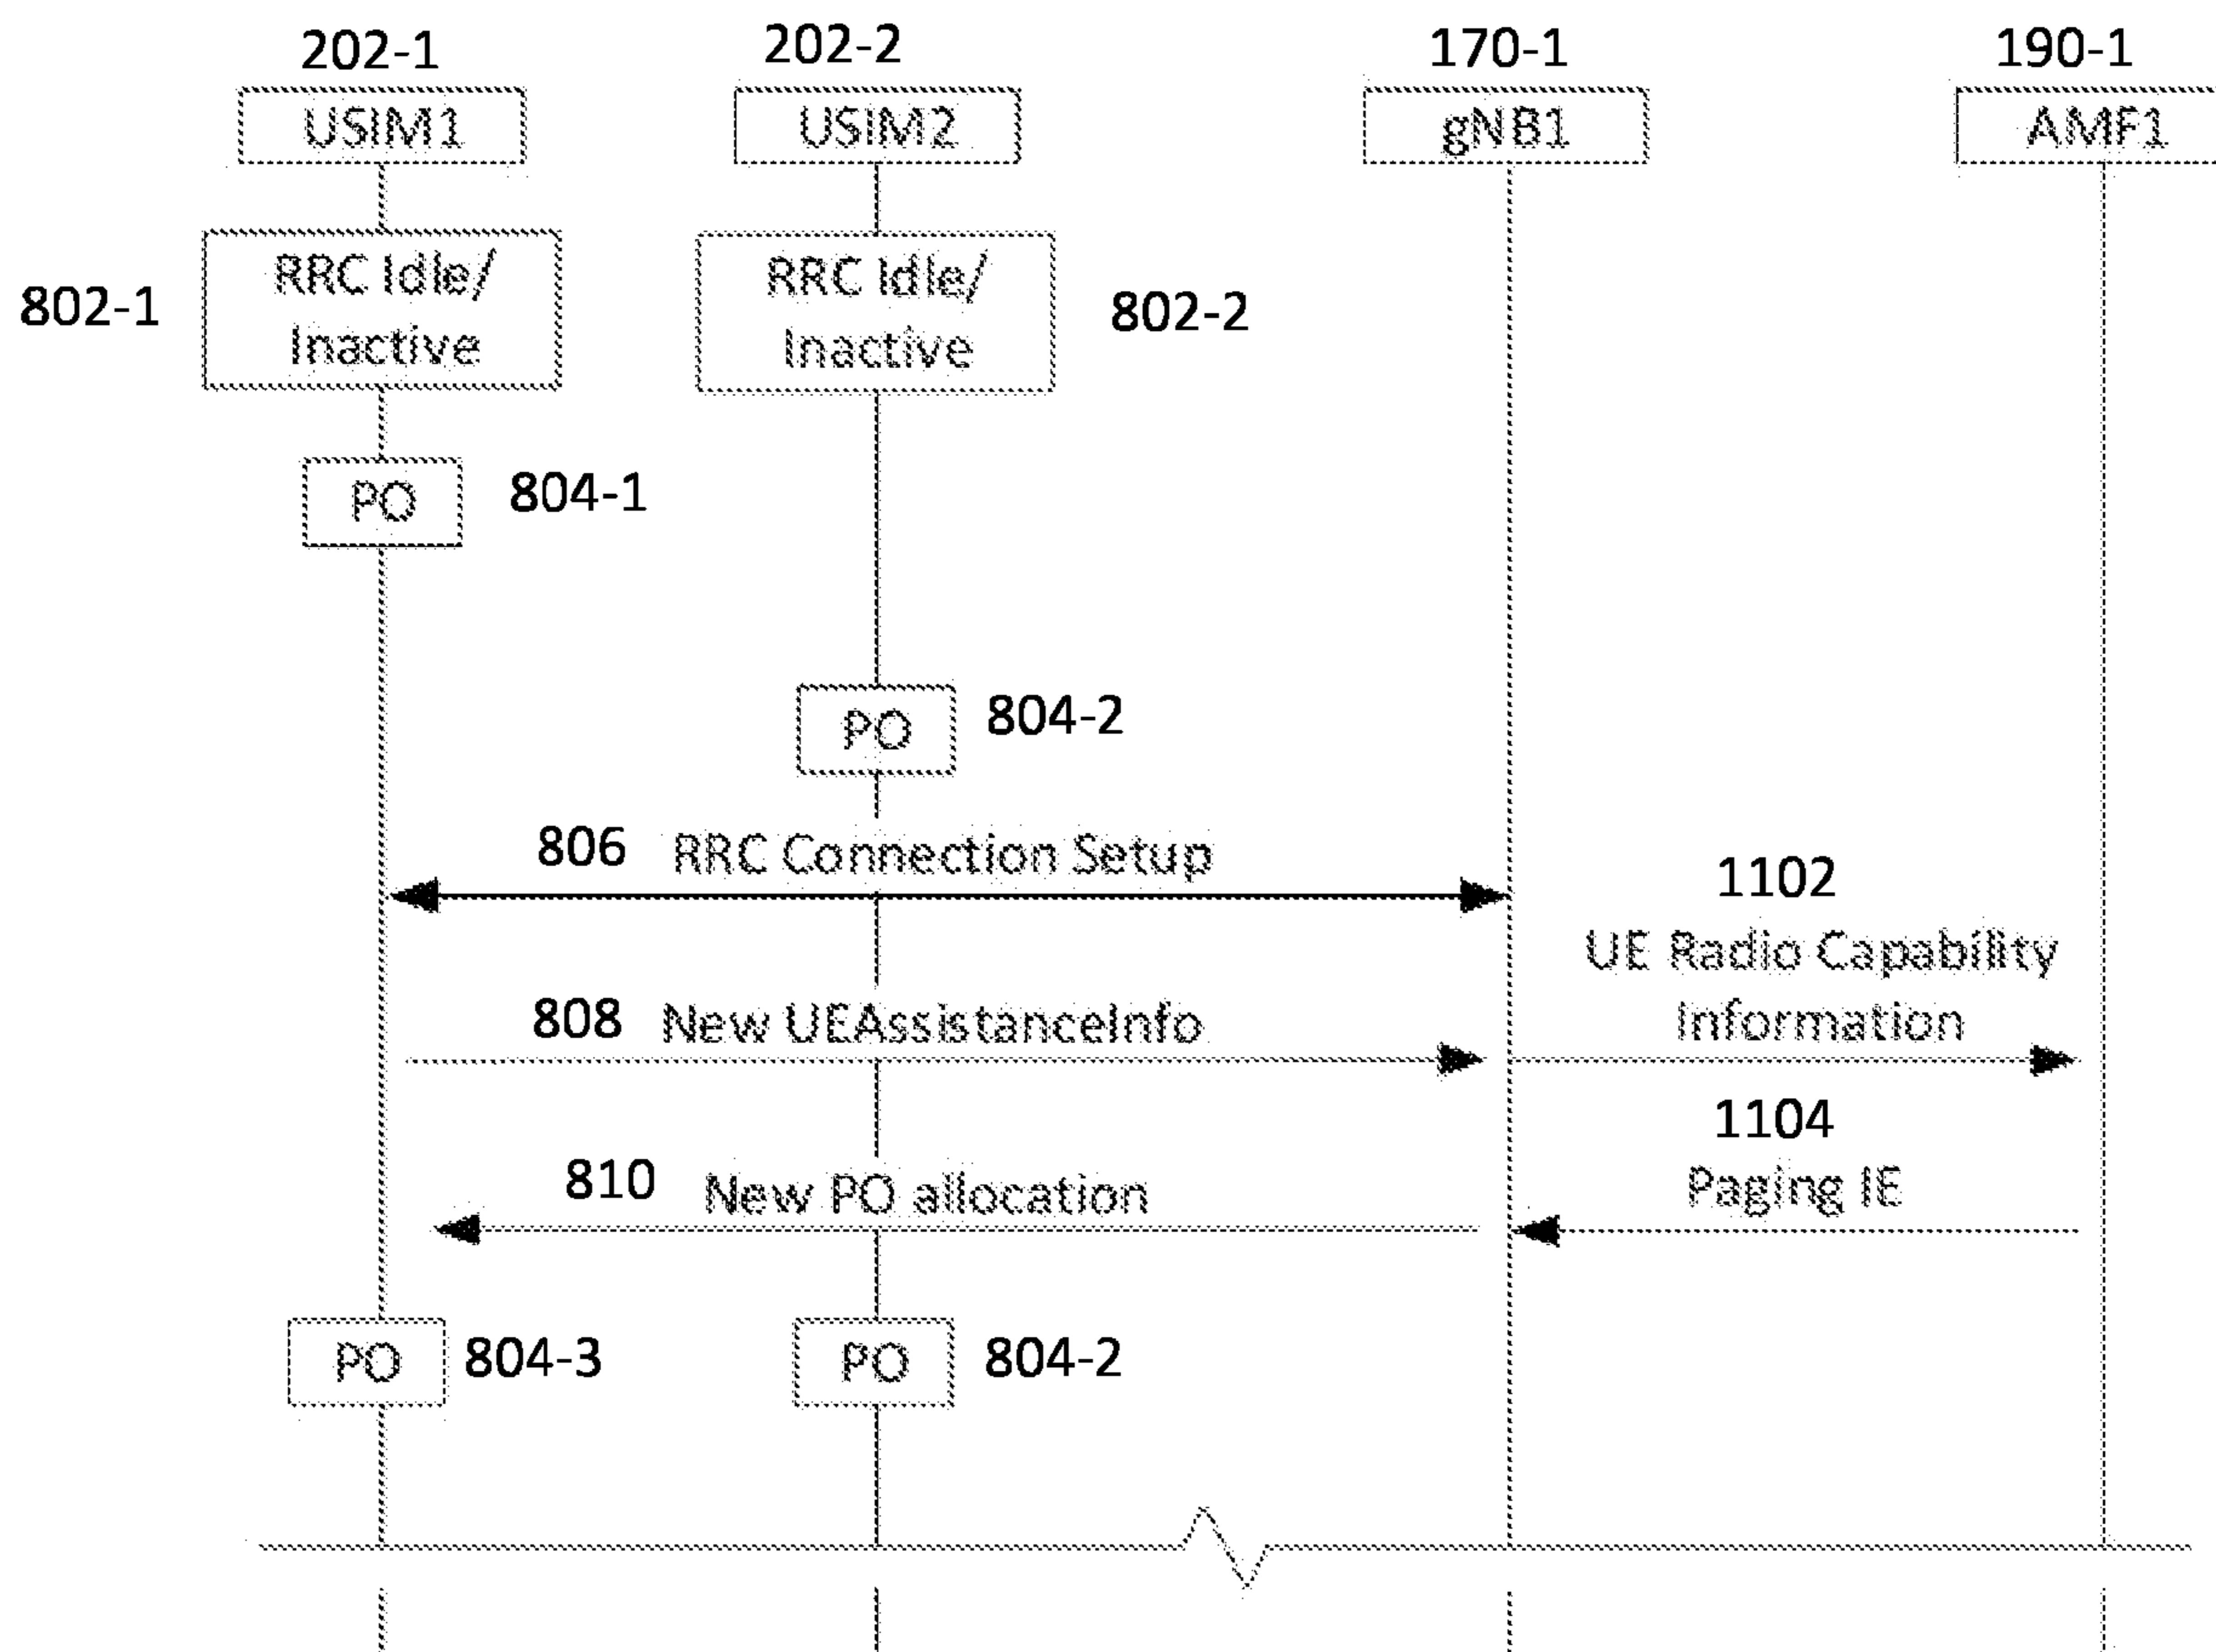 202-1
202-2
170-1
190-1
USIM1
USIM2
gNB1
AMF1
802-1
RRC Idle/
Inactive
RRC Idle/
Inactive
802-2
PO
804-1
PO
804-2
806 RRC Connection Setup
1102
UE Radio Capability
Information
808 New UEAssistanceInfo
1104
Paging IE
810 New PO allocation
PO
804-3
PO
804-2